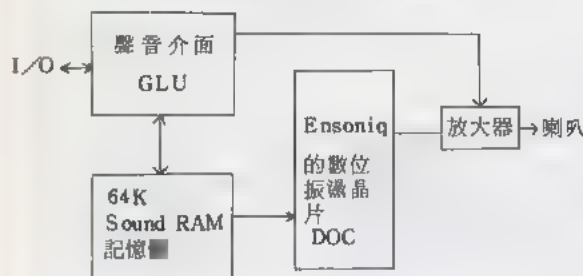 聲音介面
GLU
I/O
Ensoniq
的數位
振盪晶
片
DOC
放大器
喇叭
64K
Sound RAM
記憶